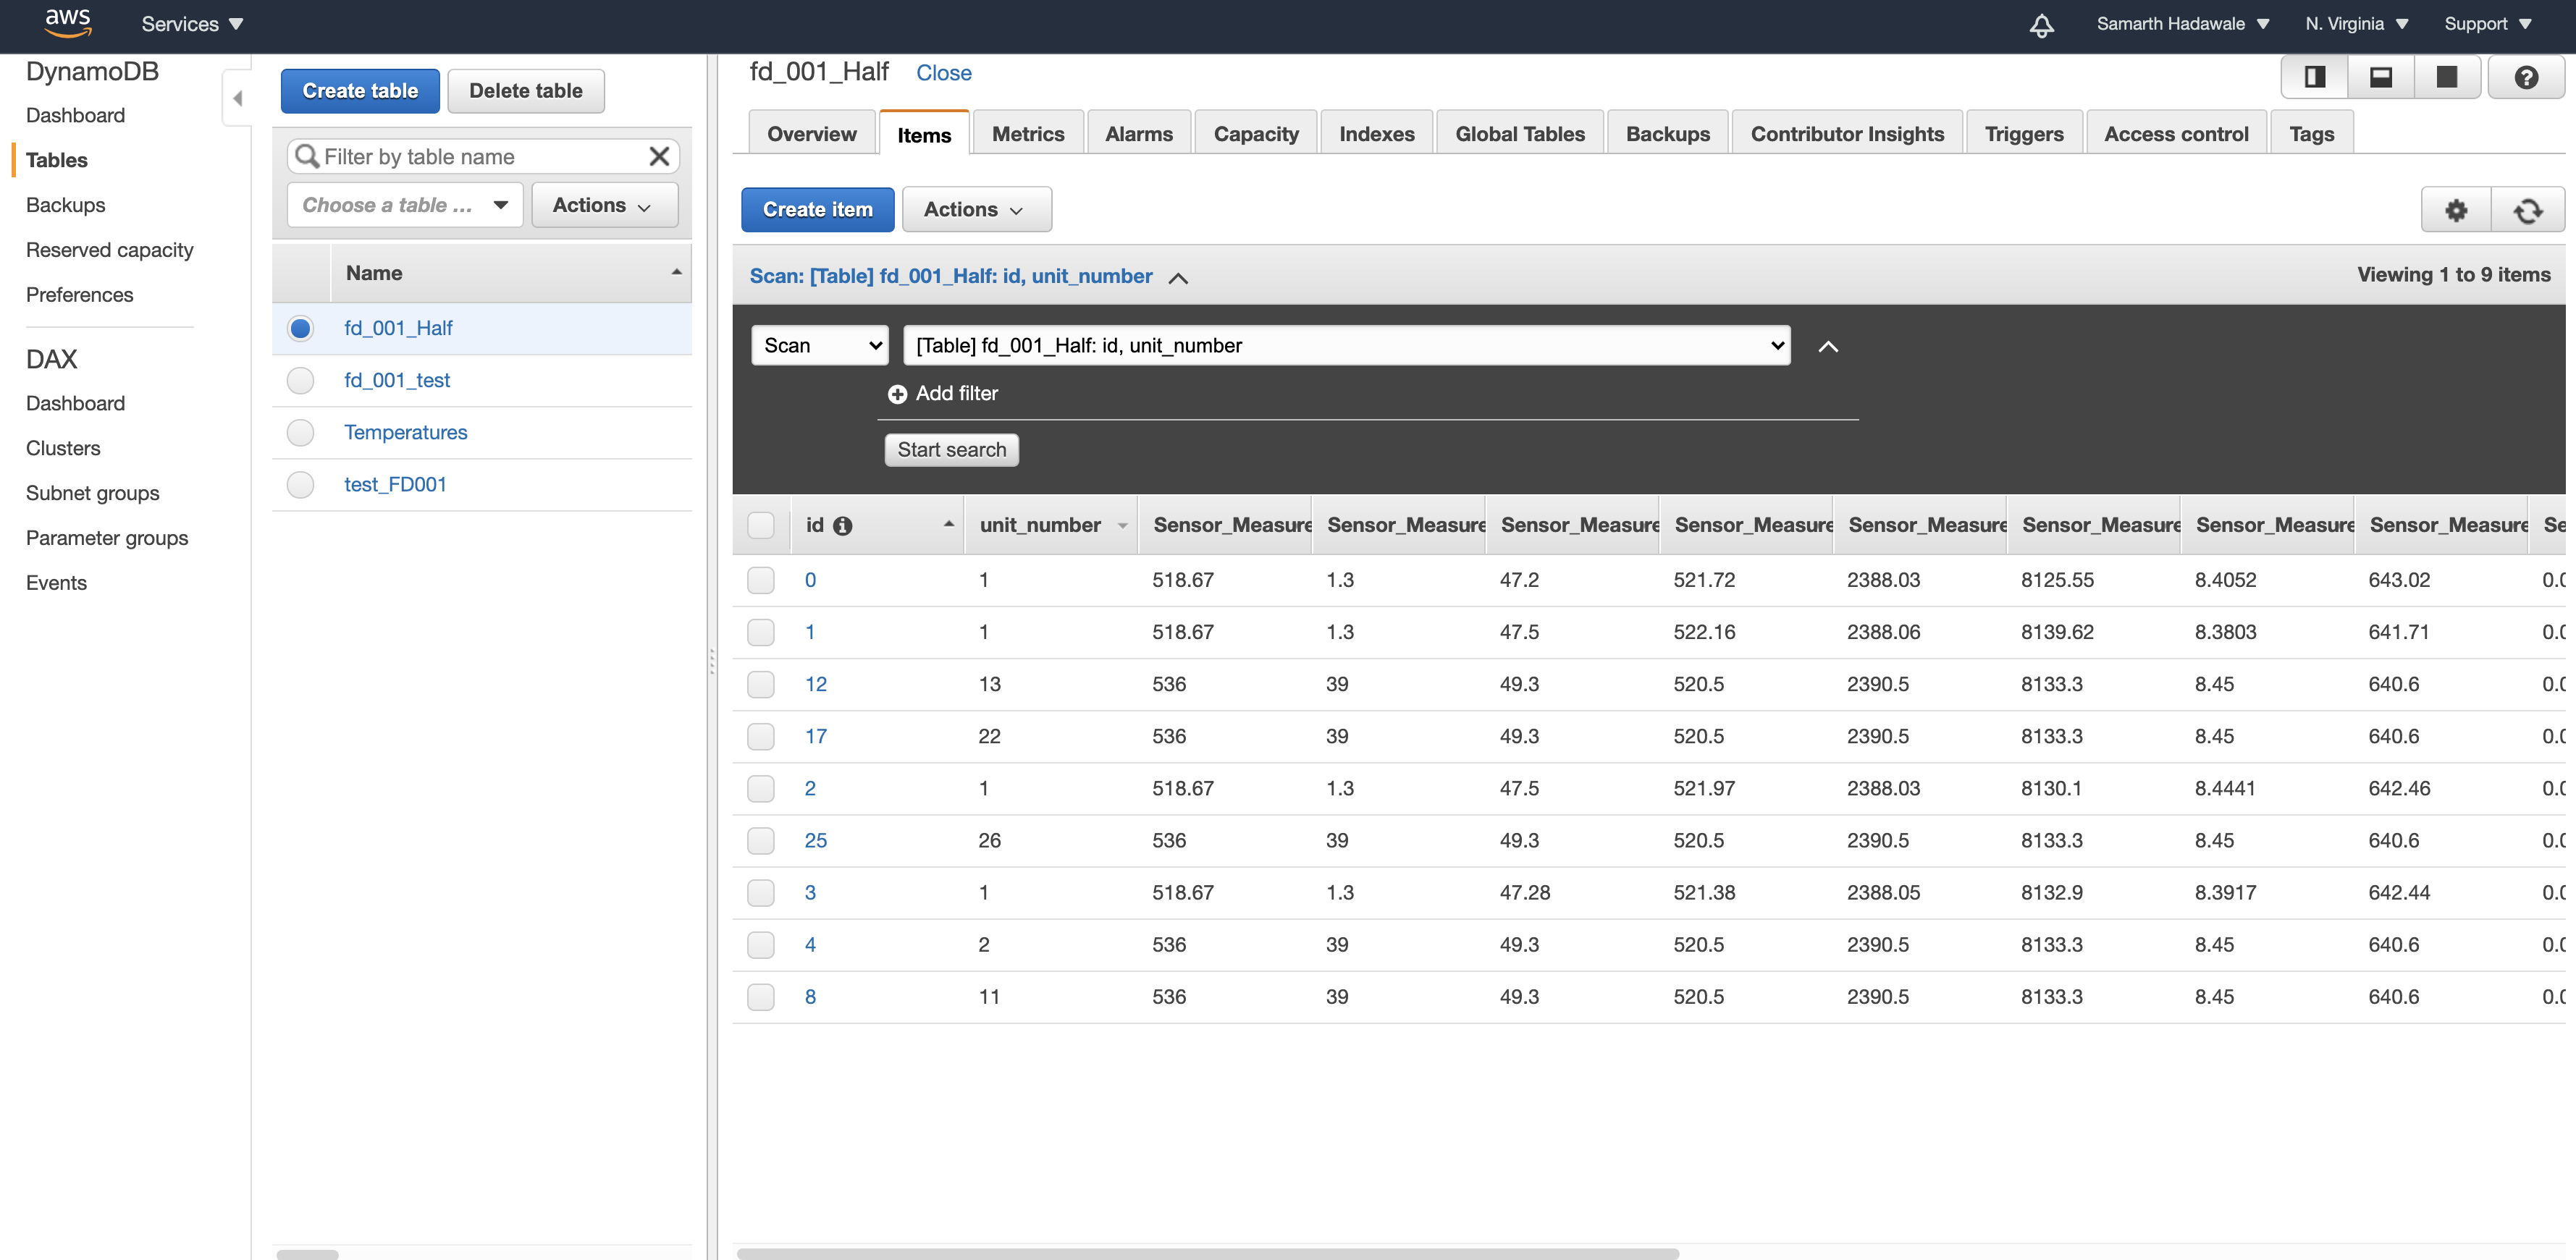 aws Services Samarth Hadawale N. Virginia Support
DynamoDB
Dashboard
Tables
Backups
Reserved capacity
Preferences
DAX
Dashboard
Clusters
Subnet groups
Parameter groups
Events
Create table Delete table
Filter by table name
Choose a table ... Actions
Name
fd_001_Half
fd_001_test
Temperatures
test_FD001
fd_001_Half Close
Overview Items Metrics Alarms Capacity Indexes Global Tables Backups Contributor Insights Triggers Access control Tags
Create item Actions
Scan: [Table] fd_001_Half: id, unit_number Viewing 1 to 9 items
Scan [Table] fd_001_Half: id, unit_number
Add filter
Start search
id unit_number Sensor_Measure Sensor_Measure Sensor_Measure Sensor_Measure Sensor_Measure Sensor_Measure Sensor_Measure Sensor_Measure Se
0 1 518.67 1.3 47.2 521.72 2388.03 8125.55 8.4052 643.02 0.0
1 1 518.67 1.3 47.5 522.16 2388.06 8139.62 8.3803 641.71 0.0
12 13 536 39 49.3 520.5 2390.5 8133.3 8.45 640.6 0.0
17 22 536 39 49.3 520.5 2390.5 8133.3 8.45 640.6 0.0
2 1 518.67 1.3 47.5 521.97 2388.03 8130.1 8.4441 642.46 0.0
25 26 536 39 49.3 520.5 2390.5 8133.3 8.45 640.6 0.0
3 1 518.67 1.3 47.28 521.38 2388.05 8132.9 8.3917 642.44 0.0
4 2 536 39 49.3 520.5 2390.5 8133.3 8.45 640.6 0.0
8 11 536 39 49.3 520.5 2390.5 8133.3 8.45 640.6 0.0